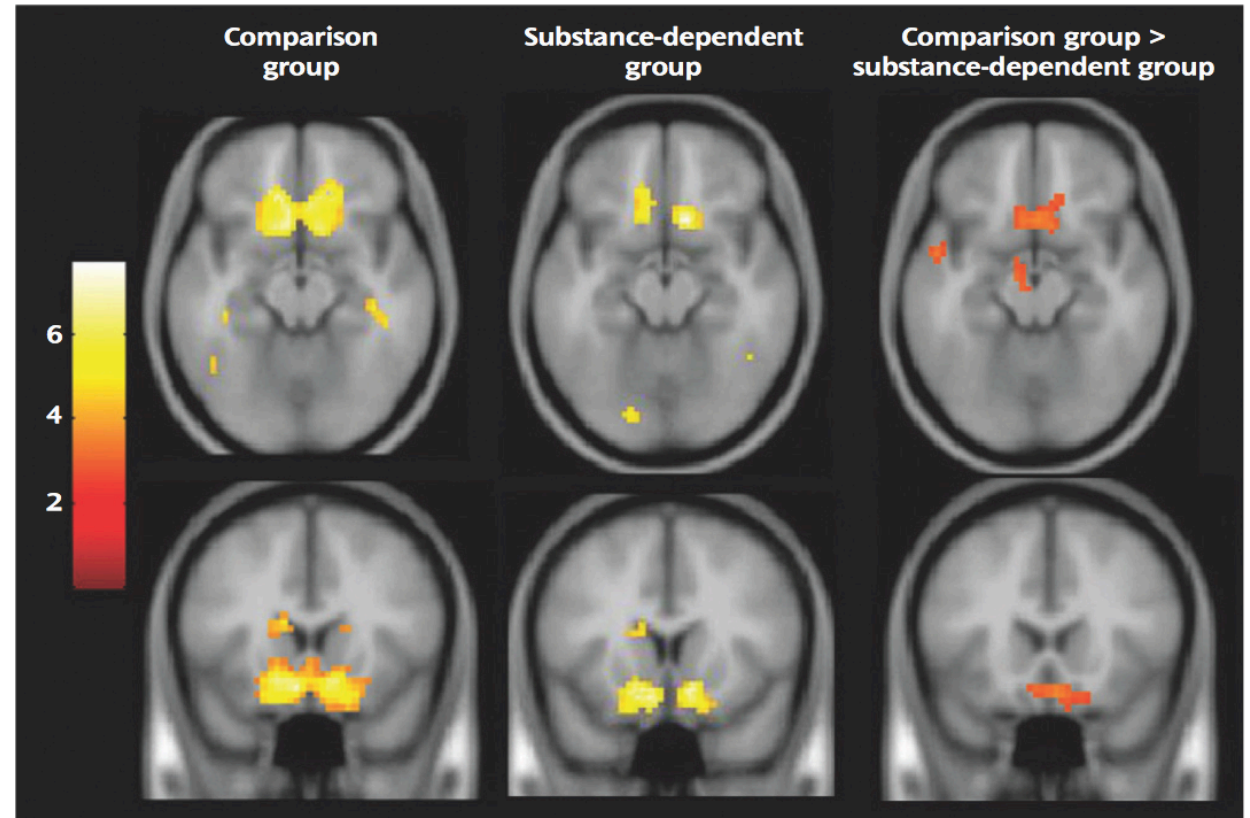 Comparison
group
Substance-dependent
group
Comparison group >
substance-dependent group
6
4
2